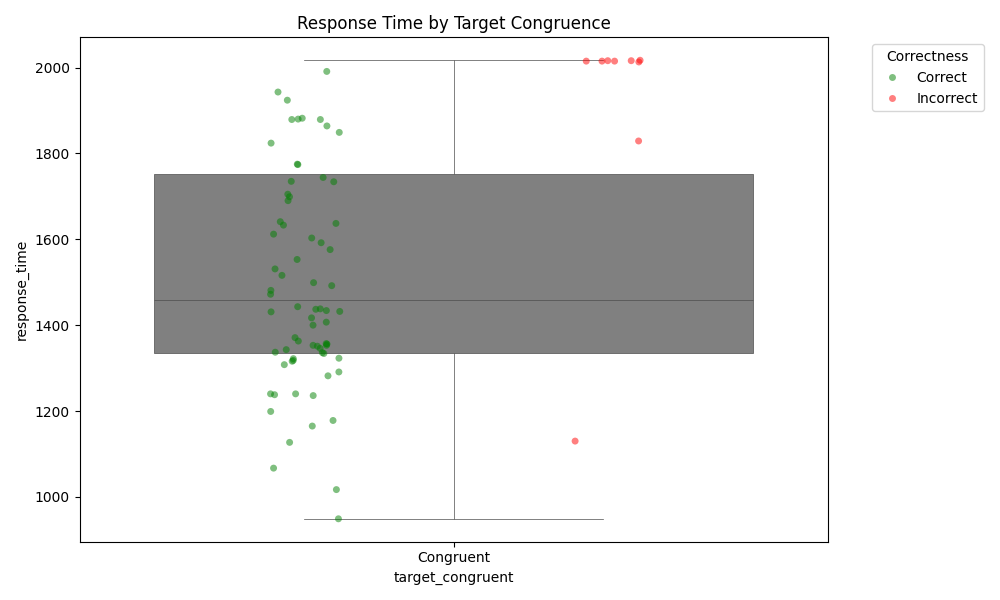 Response Time by Target Congruence
response_time
2000
1800
1600
1400
1200
1000
Congruent
target_congruent
Correctness
Correct
Incorrect